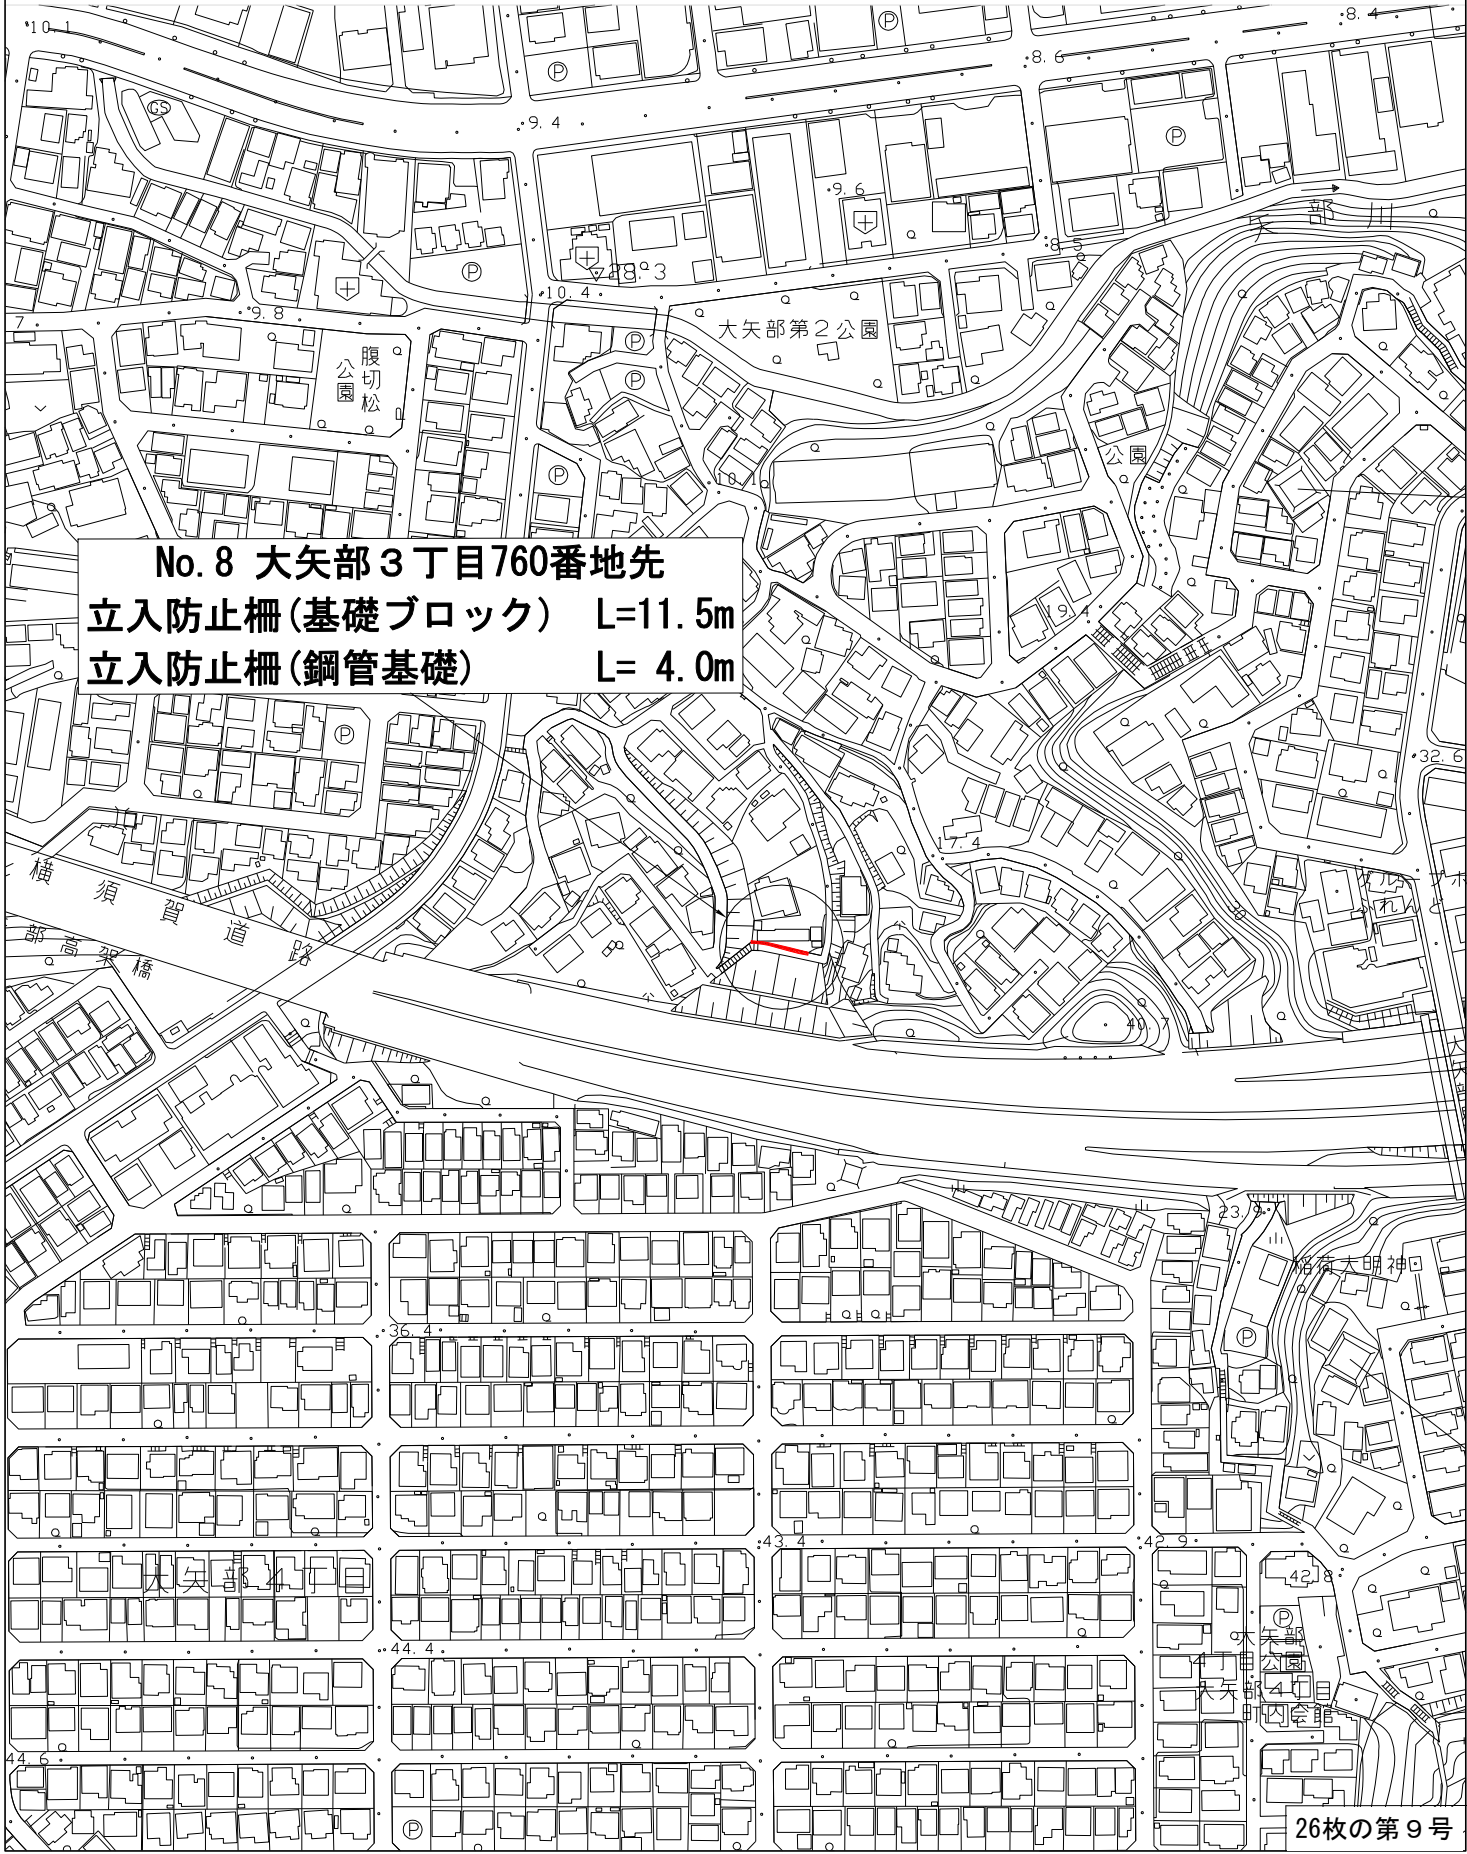 10.1
8.4
P
8.6
P
GS
9.4
P
9.6
矢部川
8.5
P
28.3
10.4
9.8
7
大矢部第2公園
P
腹切松
公園
P
公園
P
10.1
No.8 大矢部3丁目760番地先
立入防止柵(基礎ブロック) L=11.5m
立入防止柵(鋼管基礎) L= 4.0m
19.4
P
32.6
17.4
横須賀道路
部高架橋
30
40.7
23.9
稲荷大明神
P
36.4
43.4
42.9
大矢部4丁目
42.8
P
大矢部
4丁目公園
44.4
大矢部4丁目
町内会館
44.6
P
26枚の第9号